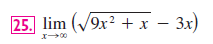 25. lim (√9x² + x − 3x)
x→∞